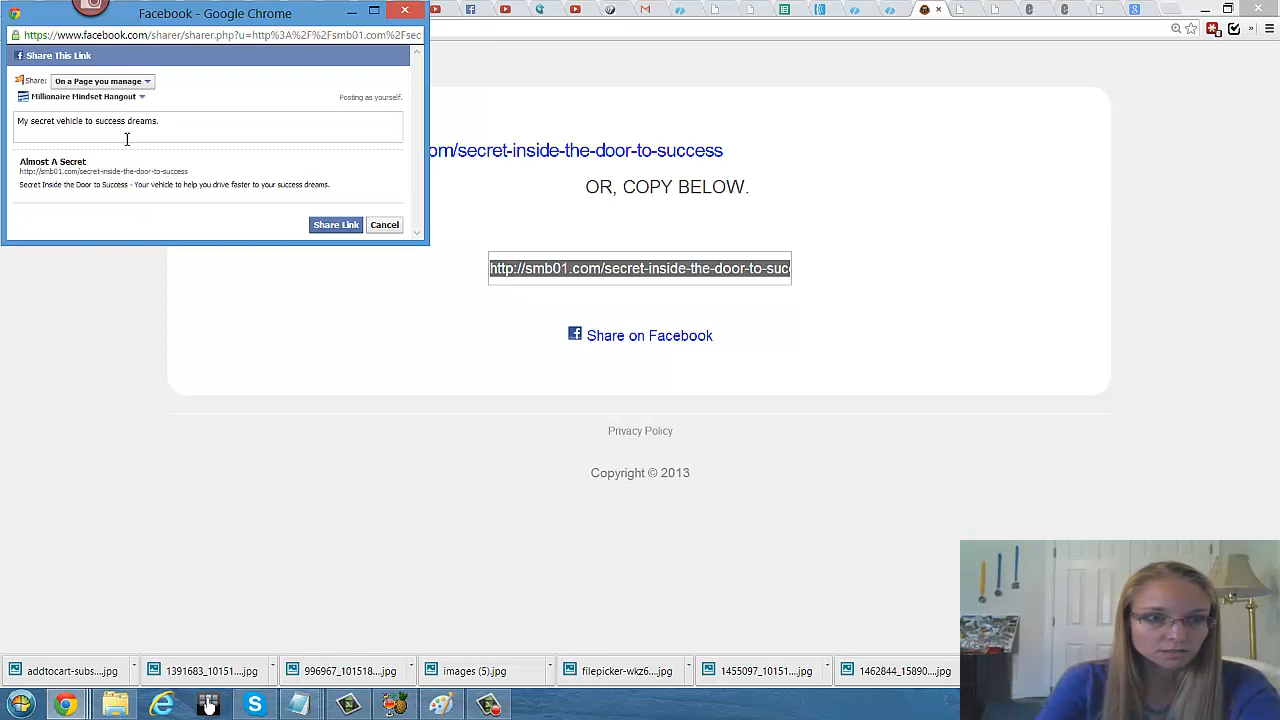 Facebook - Google Chrome
https://www.facebook.com/sharer/sharer.php?u=http%3A%2F%2Fsmb01.com%2Fsec
Share This Link
Share: On a Page you manage
Millionaire Mindset Hangout
Posting as yourself.
My secret vehicle to success dreams.
Almost A Secret
http://smb01.com/secret-inside-the-door-to-success
Secret Inside the Door to Success - Your vehicle to help you drive faster to your success dreams.
Share Link Cancel
om/secret-inside-the-door-to-success
OR, COPY BELOW.
http://smb01.com/secret-inside-the-door-to-suc
Share on Facebook
Privacy Policy
Copyright © 2013
addtocart-subs....jpg 1391683_10151....jpg 996967_101518....jpg images (5).jpg filepicker-wkz6....jpg 1455097_10151....jpg 1462844_15890....jpg